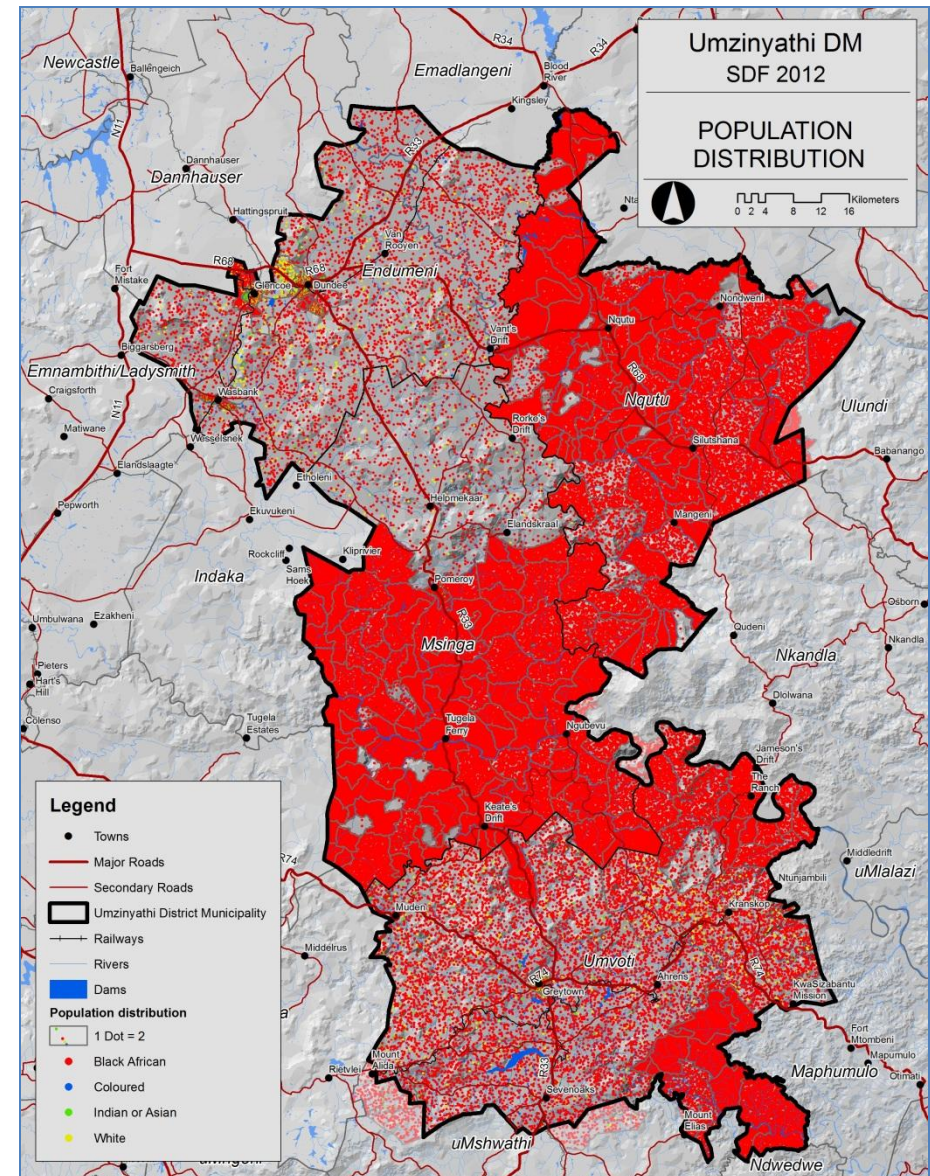 Umzinyathi DM
SDF 2012
POPULATION
DISTRIBUTION
Kilometers
0 2 4 8 12 16
Newcastle
Ballengeich
R34
R34
Emadlangeni
Blood
River
Kingsley
N11
R33
Dannhauser
Dannhauser
Hattingspruit
Van
Rooyen
R68
R68
Endumeni
Fort
Mistake
Glencoe
Dundee
Nondweni
Vant's
Drift
Nqutu
Biggarsberg
Emnambithi/Ladysmith
R68
Craigsforth
Wasbank
Nqutu
Ulundi
N11
Rorke's
Drift
Matiwane
Wesselsnek
Silutshana
Babanango
Elandslaagte
Etholeni
Pepworth
Helpmekaar
Mangeni
Ekuvukeni
Elandskraal
Rockcliff
Kliprivier
Sams
Hoek
Indaka
Pomeroy
Osborn
R33
Umbulwana
Ezakheni
Qudeni
Msinga
Nkandla
Nkandla
Pieters
Hart's
Hill
Dlolwana
Colenso
Tugela
Estates
Tugela
Ferry
Ngubevu
Jameson's
Drift
The
Ranch
Keate's
Drift
Middledrift
R74
uMlalazi
Ntunjambili
Muden
Kranskop
Middelrus
Umvoti
R74
R74
Ahrens
Greytown
KwaSizabantu
Mission
Fort
Mtombeni
Mount
Alida
R33
Mapumulo
Rietvlei
Maphumulo
Otimati
Sevenoaks
Mount
Elias
uMshwathi
Ndwedwe
Legend
Towns
Major Roads
Secondary Roads
Umzinyathi District Municipality
Railways
Rivers
Dams
Population distribution
1 Dot = 2
Black African
Coloured
Indian or Asian
White